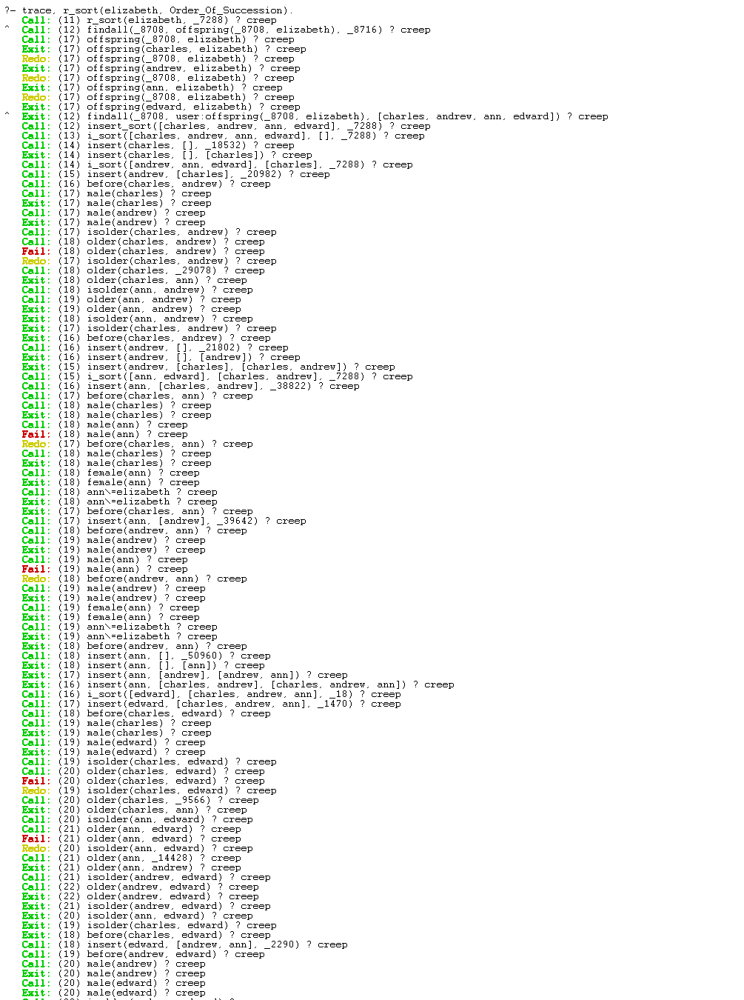 ?- trace, r_sort(elizabeth, Order_Of_Succession).
Call: (11) r_sort(elizabeth, _7288) ? creep
^ Call: (12) findall(_8708, offspring(_8708, elizabeth), _8716) ? creep
Call: (17) offspring(_8708, elizabeth) ? creep
Exit: (17) offspring(charles, elizabeth) ? creep
Redo: (17) offspring(_8708, elizabeth) ? creep
Exit: (17) offspring(andrew, elizabeth) ? creep
Redo: (17) offspring(_8708, elizabeth) ? creep
Exit: (17) offspring(ann, elizabeth) ? creep
Redo: (17) offspring(_8708, elizabeth) ? creep
Exit: (17) offspring(edward, elizabeth) ? creep
^ Exit: (12) findall(_8708, user:offspring(_8708, elizabeth), [charles, andrew, ann, edward]) ? creep
Call: (12) insert_sort([charles, andrew, ann, edward], _7288) ? creep
Call: (13) i_sort([charles, andrew, ann, edward], [], _7288) ? creep
Call: (14) insert(charles, [], _18532) ? creep
Exit: (14) insert(charles, [], [charles]) ? creep
Call: (14) i_sort([andrew, ann, edward], [charles], _7288) ? creep
Call: (15) insert(andrew, [charles], _20982) ? creep
Call: (16) before(charles, andrew) ? creep
Call: (17) male(charles) ? creep
Exit: (17) male(charles) ? creep
Call: (17) male(andrew) ? creep
Exit: (17) male(andrew) ? creep
Call: (17) isolder(charles, andrew) ? creep
Call: (18) older(charles, andrew) ? creep
Fail: (18) older(charles, andrew) ? creep
Redo: (17) isolder(charles, andrew) ? creep
Call: (18) older(charles, _29078) ? creep
Exit: (18) older(charles, ann) ? creep
Call: (18) isolder(ann, andrew) ? creep
Call: (19) older(ann, andrew) ? creep
Exit: (19) older(ann, andrew) ? creep
Exit: (18) isolder(ann, andrew) ? creep
Exit: (17) isolder(charles, andrew) ? creep
Exit: (16) before(charles, andrew) ? creep
Call: (16) insert(andrew, [], _21802) ? creep
Exit: (16) insert(andrew, [], [andrew]) ? creep
Exit: (15) insert(andrew, [charles], [charles, andrew]) ? creep
Call: (15) i_sort([ann, edward], [charles, andrew], _7288) ? creep
Call: (16) insert(ann, [charles, andrew], _38822) ? creep
Call: (17) before(charles, ann) ? creep
Call: (18) male(charles) ? creep
Exit: (18) male(charles) ? creep
Call: (18) male(ann) ? creep
Fail: (18) male(ann) ? creep
Redo: (17) before(charles, ann) ? creep
Call: (18) male(charles) ? creep
Exit: (18) male(charles) ? creep
Call: (18) female(ann) ? creep
Exit: (18) female(ann) ? creep
Call: (18) ann\=elizabeth ? creep
Exit: (18) ann\=elizabeth ? creep
Exit: (17) before(charles, ann) ? creep
Call: (17) insert(ann, [andrew], _39642) ? creep
Call: (18) before(andrew, ann) ? creep
Call: (19) male(andrew) ? creep
Exit: (19) male(andrew) ? creep
Call: (19) male(ann) ? creep
Fail: (19) male(ann) ? creep
Redo: (18) before(andrew, ann) ? creep
Call: (19) male(andrew) ? creep
Exit: (19) male(andrew) ? creep
Call: (19) female(ann) ? creep
Exit: (19) female(ann) ? creep
Call: (19) ann\=elizabeth ? creep
Exit: (19) ann\=elizabeth ? creep
Exit: (18) before(andrew, ann) ? creep
Call: (18) insert(ann, [], _50960) ? creep
Exit: (18) insert(ann, [], [ann]) ? creep
Exit: (17) insert(ann, [andrew], [andrew, ann]) ? creep
Exit: (16) insert(ann, [charles, andrew], [charles, andrew, ann]) ? creep
Call: (16) i_sort([edward], [charles, andrew, ann], _18) ? creep
Call: (17) insert(edward, [charles, andrew, ann], _1470) ? creep
Call: (18) before(charles, edward) ? creep
Call: (19) male(charles) ? creep
Exit: (19) male(charles) ? creep
Call: (19) male(edward) ? creep
Exit: (19) male(edward) ? creep
Call: (19) isolder(charles, edward) ? creep
Call: (20) older(charles, edward) ? creep
Fail: (20) older(charles, edward) ? creep
Redo: (19) isolder(charles, edward) ? creep
Call: (20) older(charles, _9566) ? creep
Exit: (20) older(charles, ann) ? creep
Call: (20) isolder(ann, edward) ? creep
Call: (21) older(ann, edward) ? creep
Fail: (21) older(ann, edward) ? creep
Redo: (20) isolder(ann, edward) ? creep
Call: (21) older(ann, _14428) ? creep
Exit: (21) older(ann, andrew) ? creep
Call: (21) isolder(andrew, edward) ? creep
Call: (22) older(andrew, edward) ? creep
Exit: (22) older(andrew, edward) ? creep
Exit: (21) isolder(andrew, edward) ? creep
Exit: (20) isolder(ann, edward) ? creep
Exit: (19) isolder(charles, edward) ? creep
Exit: (18) before(charles, edward) ? creep
Call: (18) insert(edward, [andrew, ann], _2290) ? creep
Call: (19) before(andrew, edward) ? creep
Call: (20) male(andrew) ? creep
Exit: (20) male(andrew) ? creep
Call: (20) male(edward) ? creep
Exit: (20) male(edward) ? creep